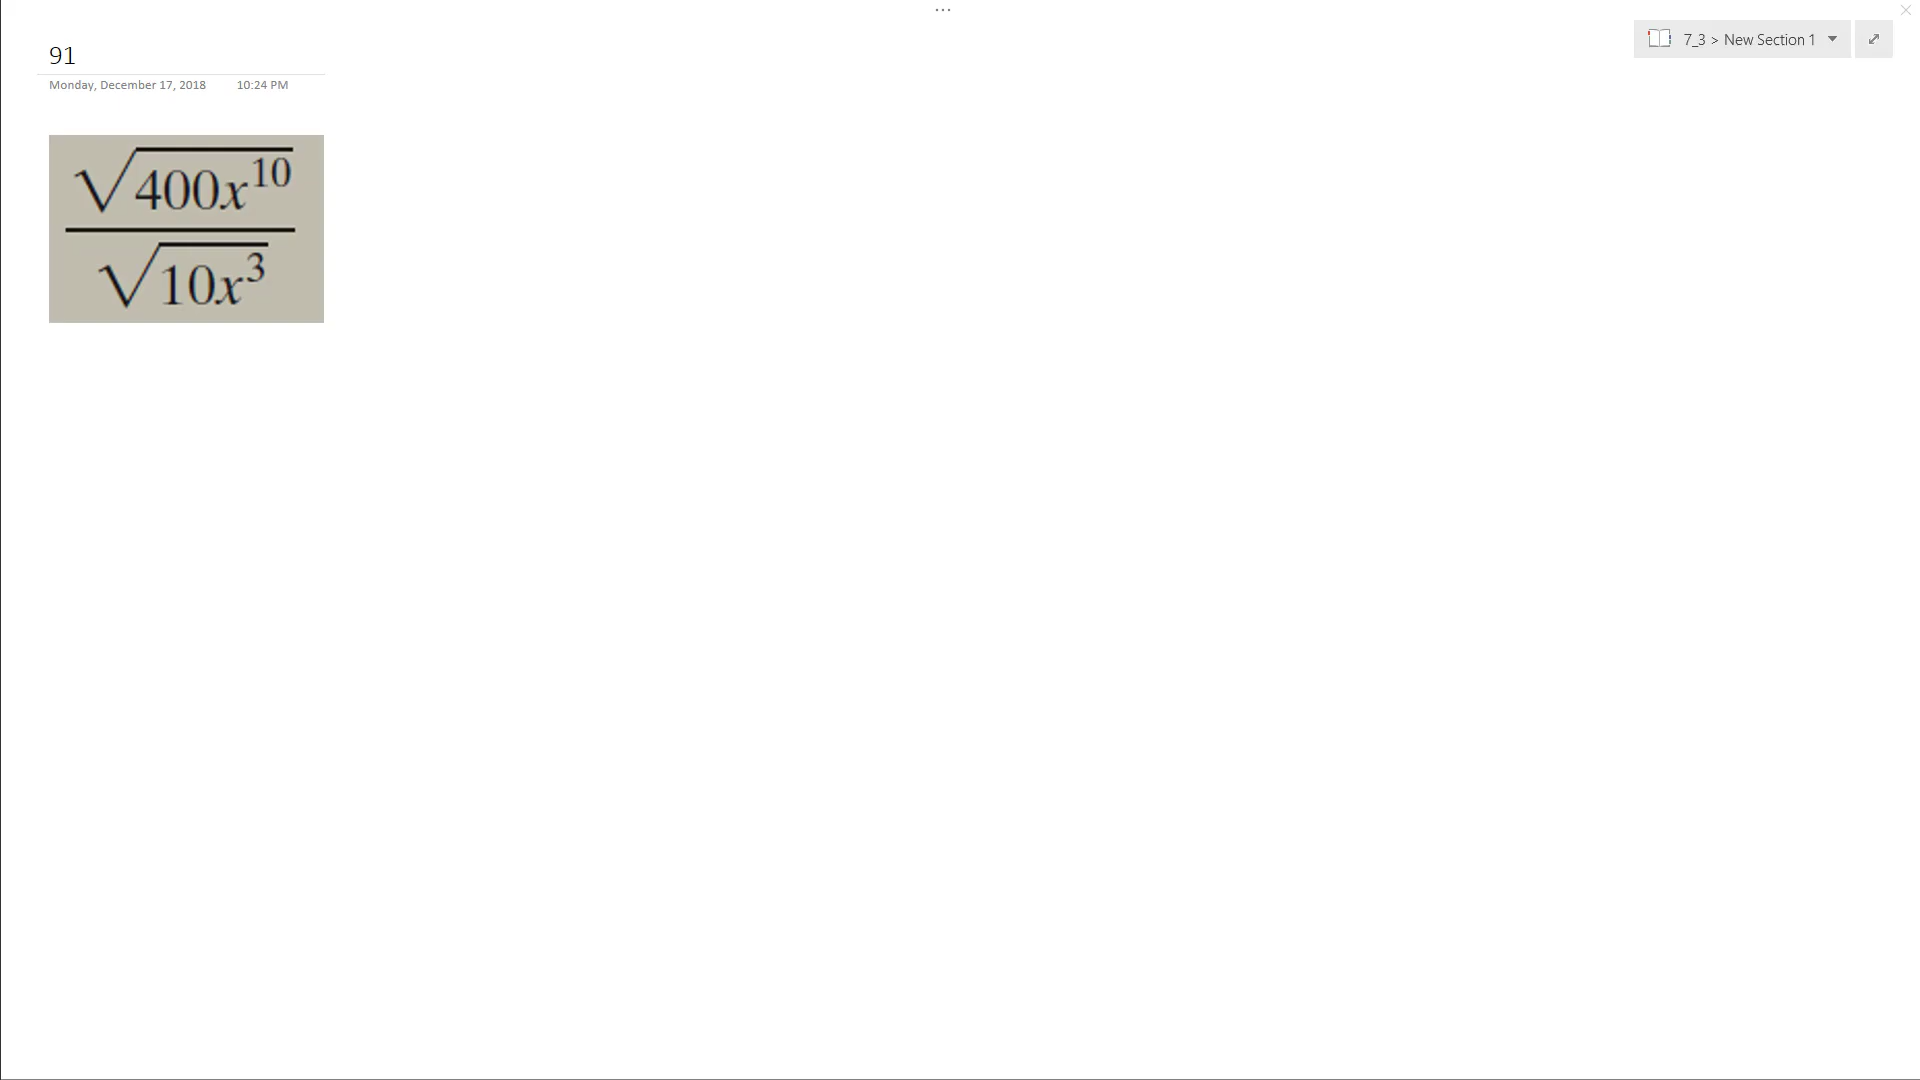 ...
7_3 > New Section 1
91
Monday, December 17, 2018 10:24 PM
√400x¹⁰
√10x³